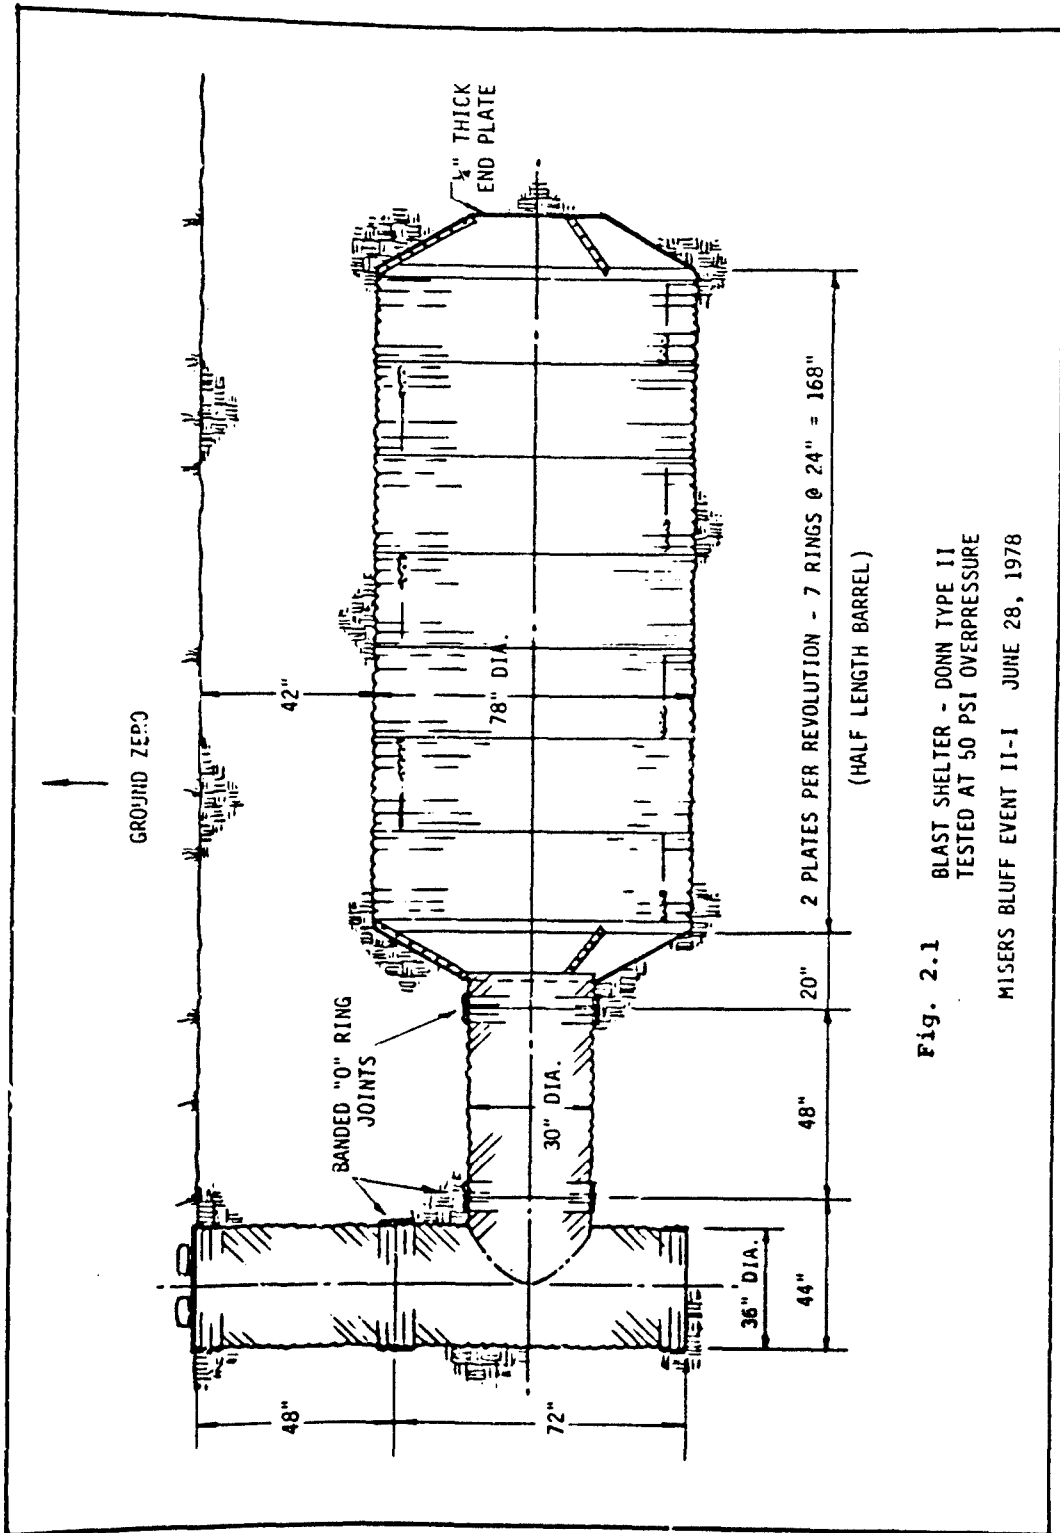 GROUND ZERO
¼" THICK
END PLATE
42"
78" DIA.
BANDED "O" RING
JOINTS
30" DIA.
48"
72"
36" DIA.
44"
48"
20"
2 PLATES PER REVOLUTION - 7 RINGS @ 24" = 168"
(HALF LENGTH BARREL)
Fig. 2.1 BLAST SHELTER - DONN TYPE II
TESTED AT 50 PSI OVERPRESSURE
MISERS BLUFF EVENT II-I JUNE 28, 1978